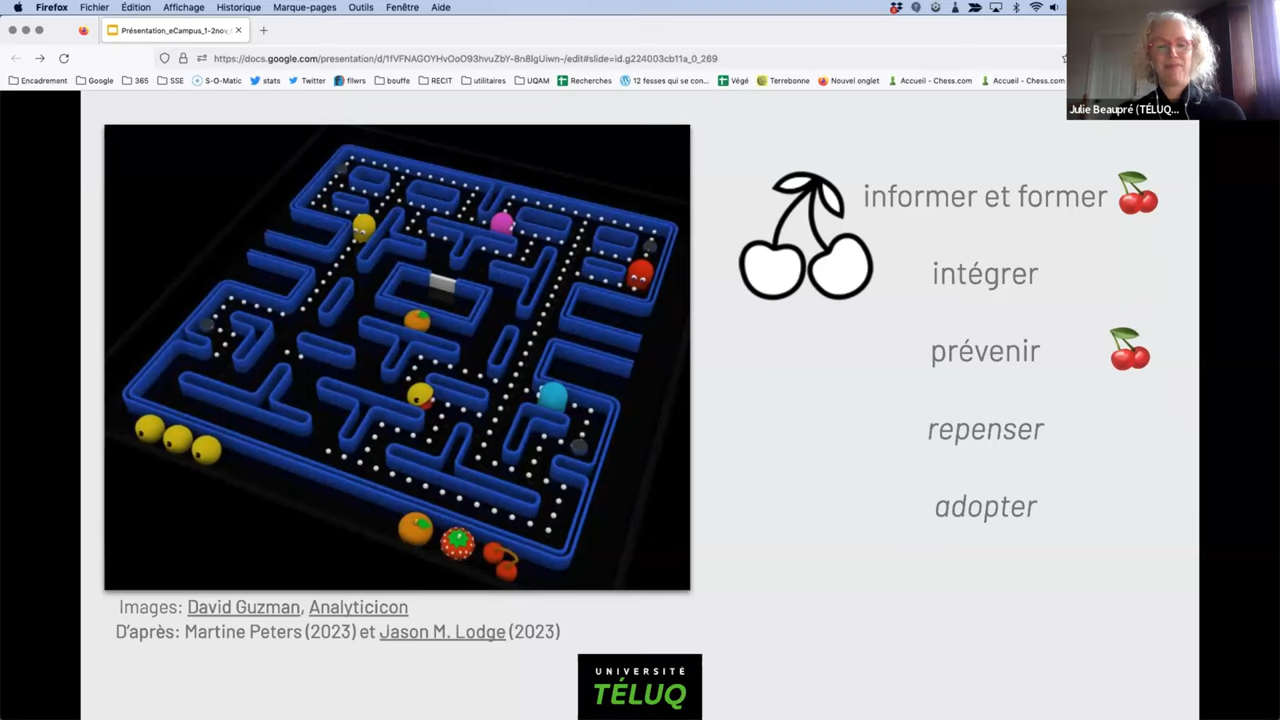 Firefox Fichier Édition Affichage Historique Marque-pages Outils Fenêtre Aide
Présentation_eCampus_1-2nov_
https://docs.google.com/presentation/d/1fVFNAGOYHvOoO93hvuZbY-8n8IgUiwn-/edit#slide=id.g224003cb11a_0_269
Encadrement Google 365 SSE S-O-Matic stats Twitter filwrs bouffe RECIT utilitaires UQAM Recherches 12 fesses qui se con... Végé Terrebonne Nouvel onglet Accueil - Chess.com Accueil - Chess.com
Julie Beaupré (TÉLUQ...
informer et former
intégrer
prévenir
repenser
adopter
Images: David Guzman, Analyticicon
D'après: Martine Peters (2023) et Jason M. Lodge (2023)
UNIVERSITÉ
TÉLUQ